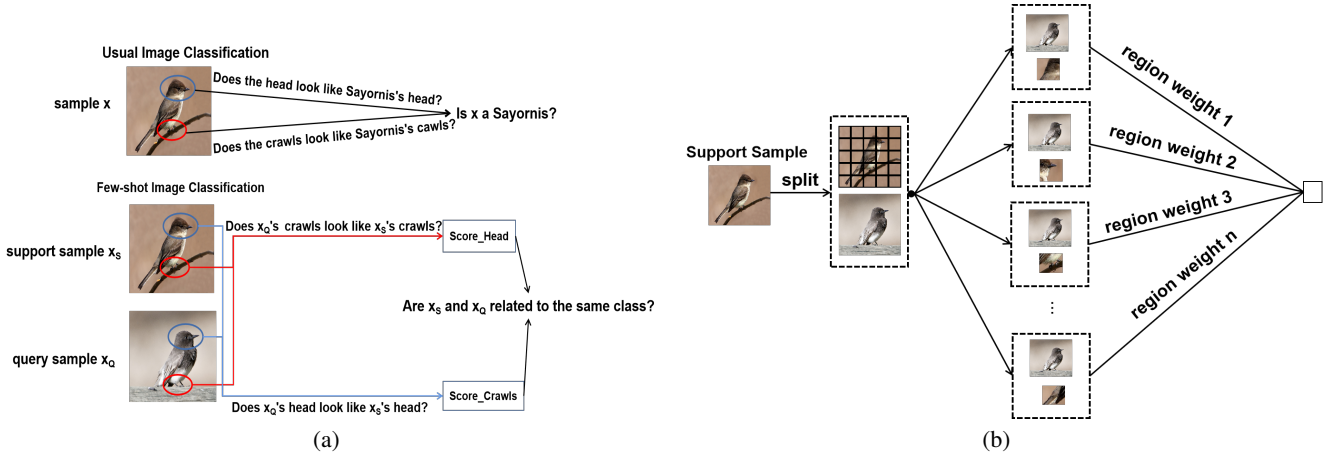 Usual Image Classification
sample x
Does the head look like Sayornis's head?
Is x a Sayornis?
Does the crawls look like Sayornis's cawls?
Few-shot Image Classification
support sample xS
Does xQ's crawls look like xS's crawls?
Score_Head
Are xS and xQ related to the same class?
query sample xQ
Score_Crawls
Does xQ's head look like xS's head?
(a)
Support Sample
split
region weight 1
region weight 2
region weight 3
...
region weight n
(b)